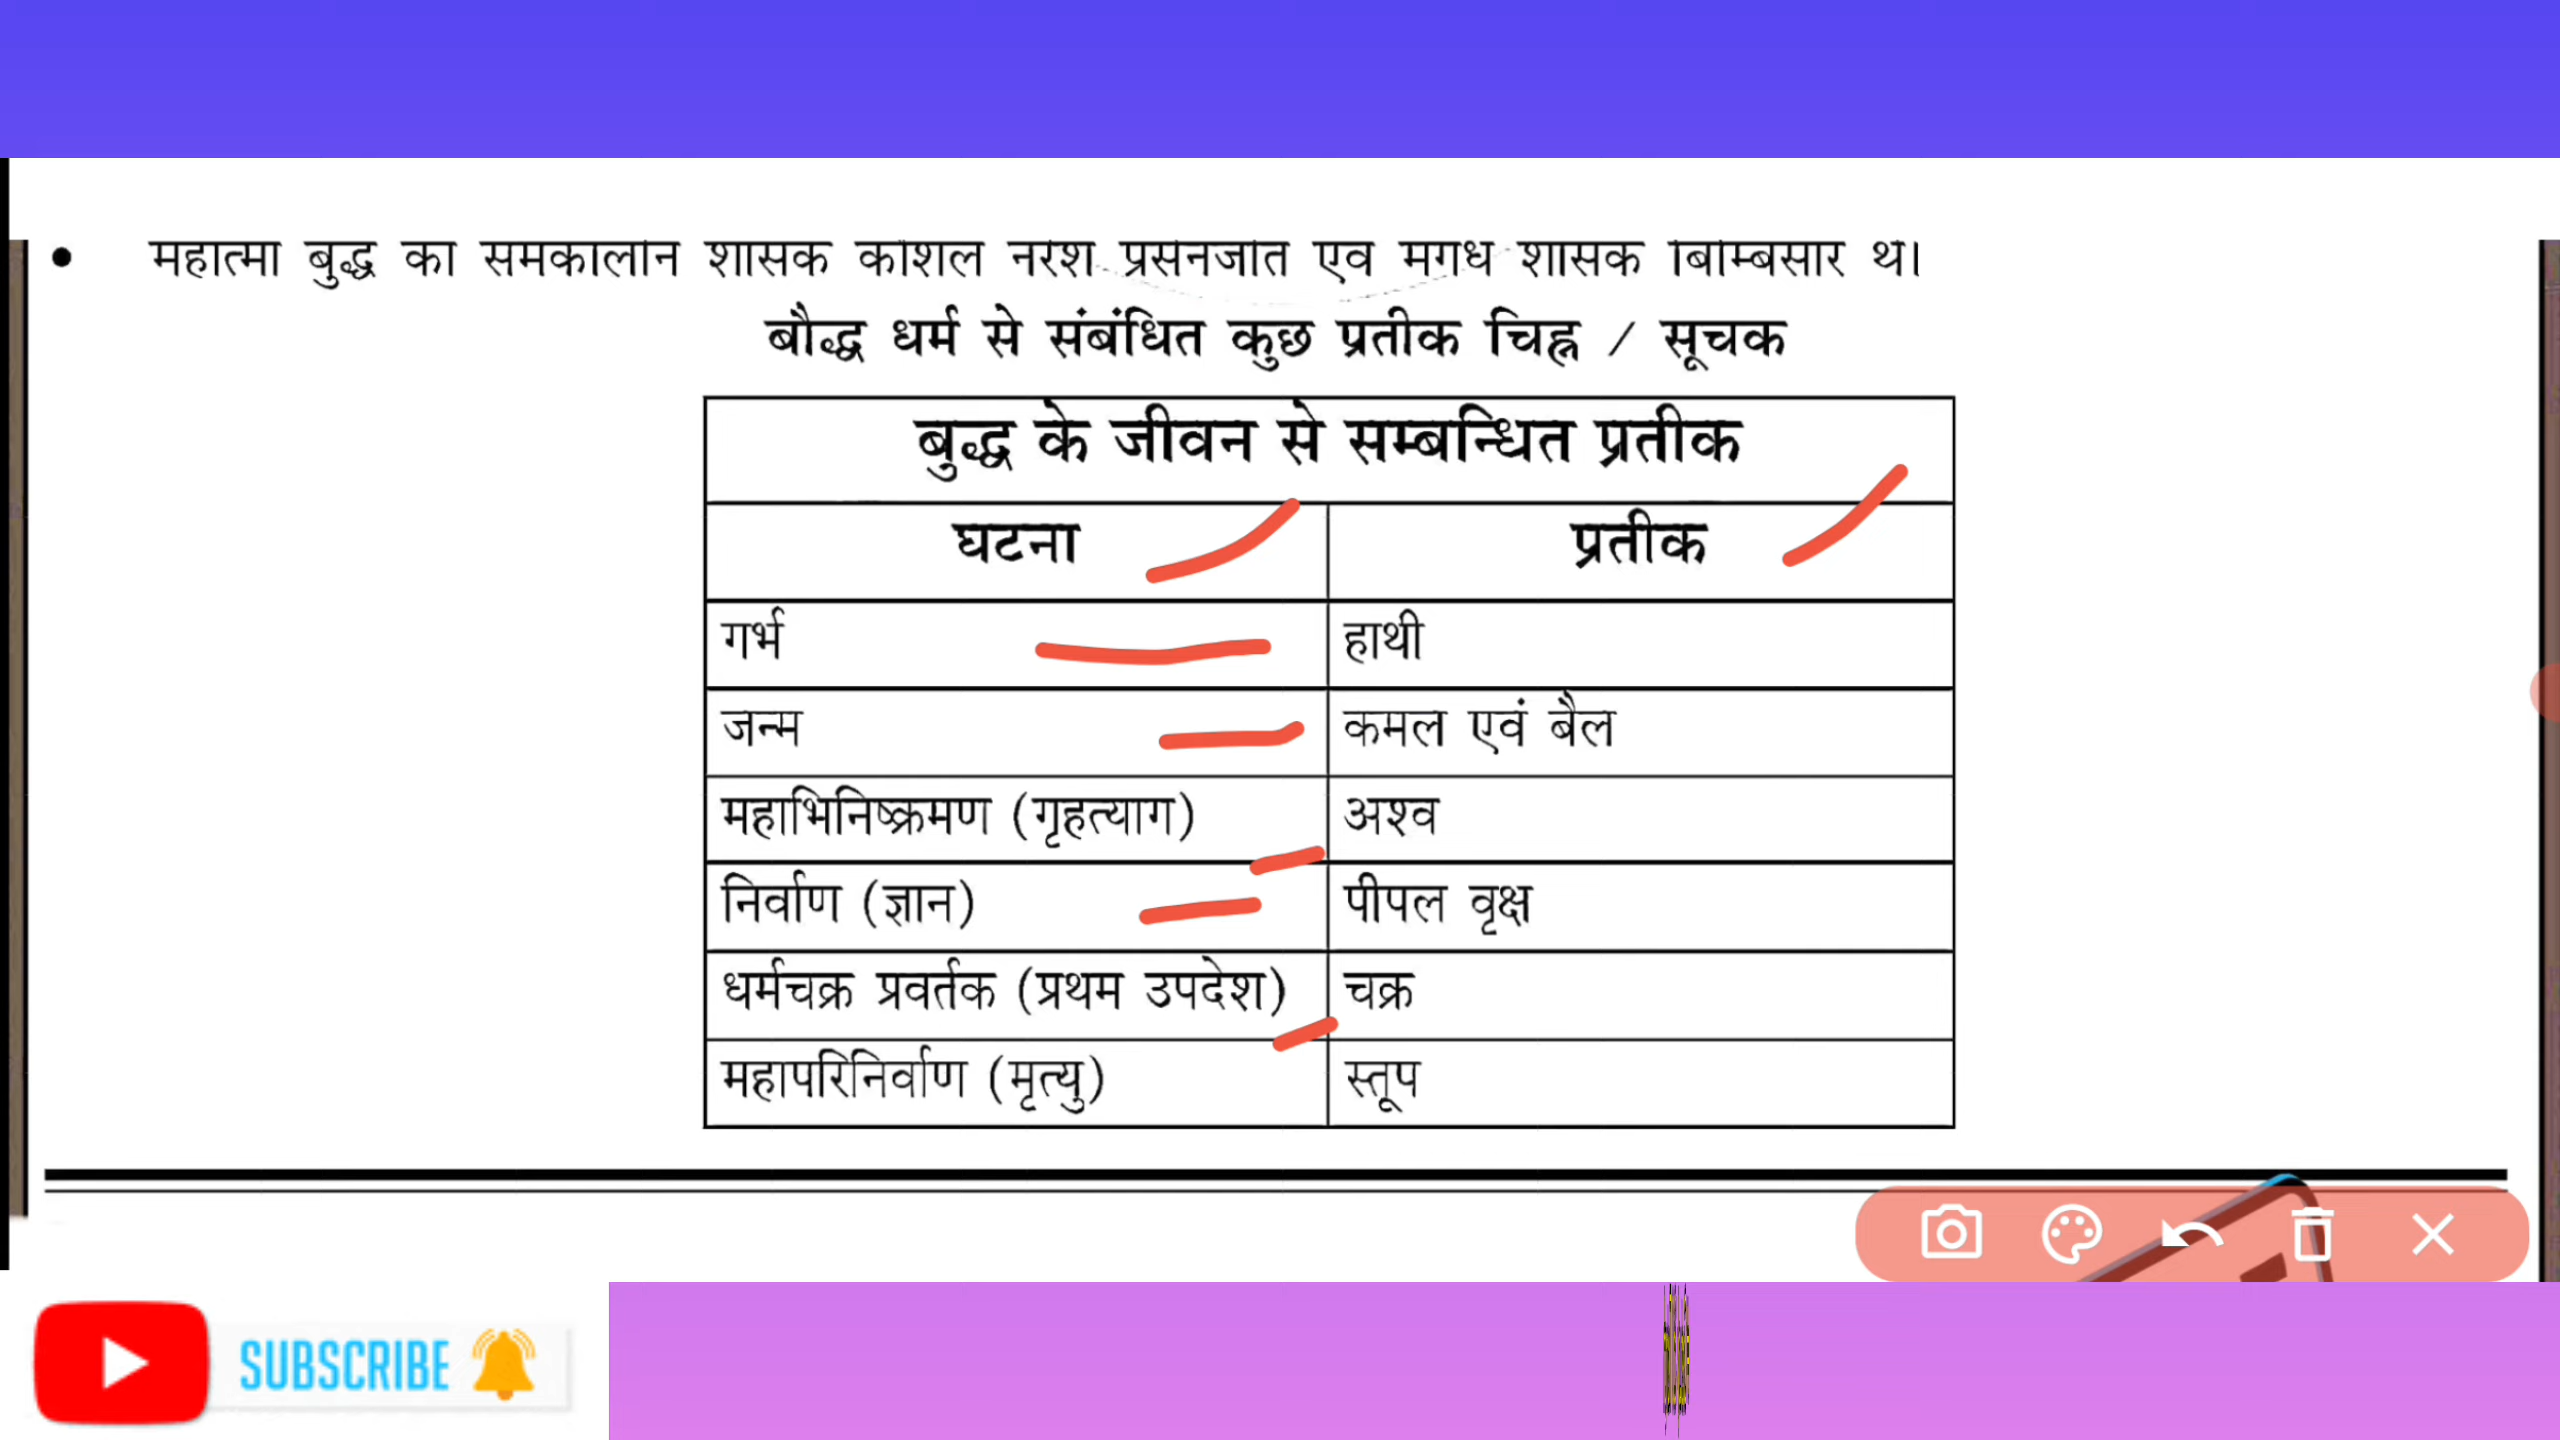 • महात्मा बुद्ध का समकालीन शासक कोशल नरेश प्रसेनजीत एवं मगध शासक बिम्बिसार थे।
बौद्ध धर्म से संबंधित कुछ प्रतीक चिह्न / सूचक
बुद्ध के जीवन से सम्बन्धित प्रतीक
घटना प्रतीक
गर्भ हाथी
जन्म कमल एवं बैल
महाभिनिष्क्रमण (गृहत्याग) अश्व
निर्वाण (ज्ञान) पीपल वृक्ष
धर्मचक्र प्रवर्तक (प्रथम उपदेश) चक्र
महापरिनिर्वाण (मृत्यु) स्तूप
SUBSCRIBE